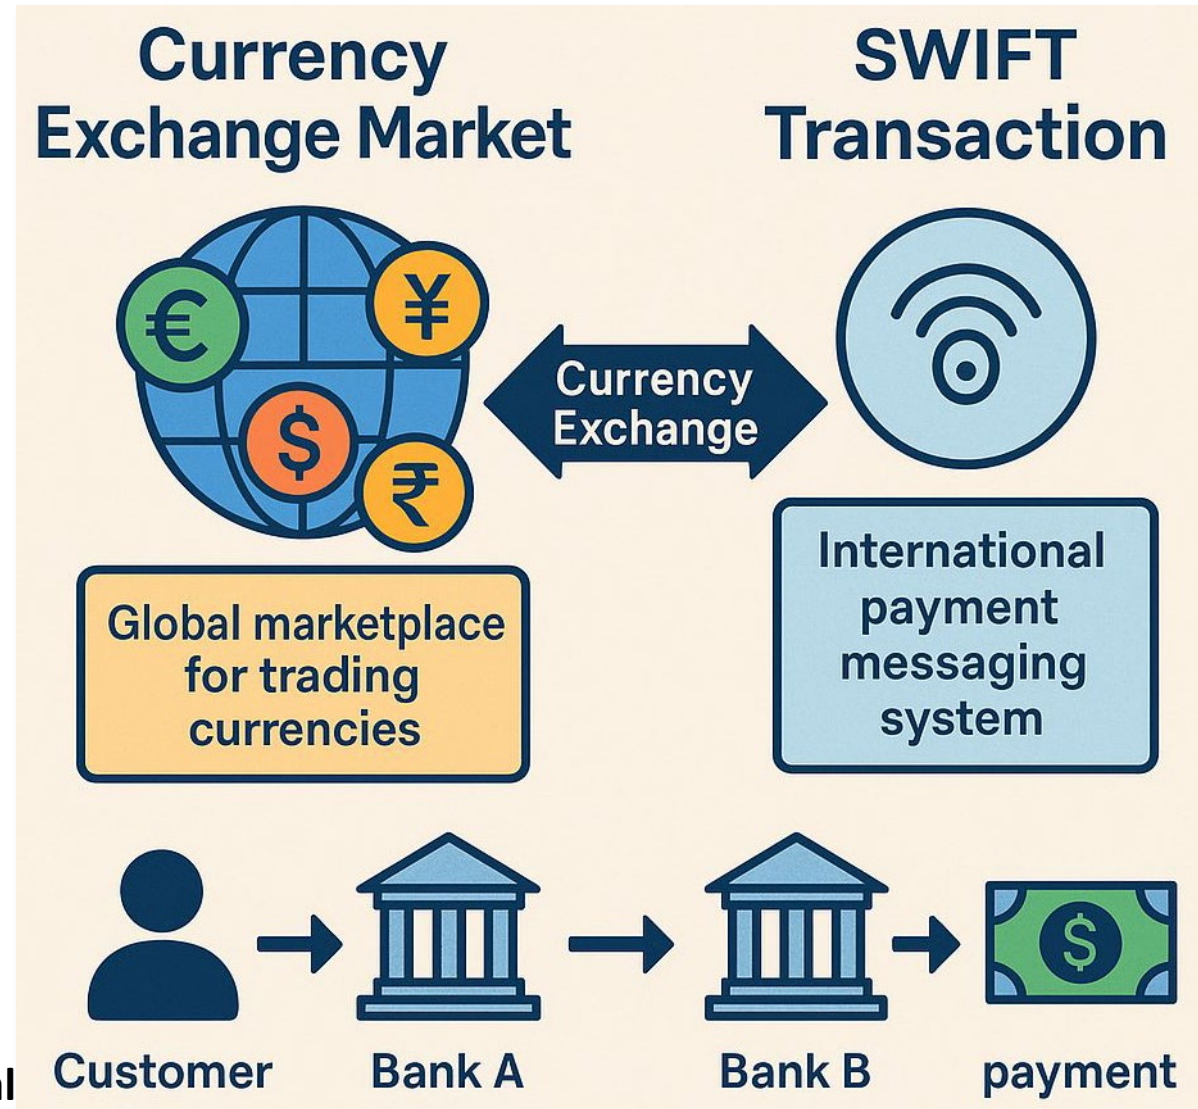 Currency
Exchange Market
SWIFT
Transaction
€
¥
$
₹
Currency
Exchange
Global marketplace
for trading
currencies
International
payment
messaging
system
$
Customer
Bank A
Bank B
payment